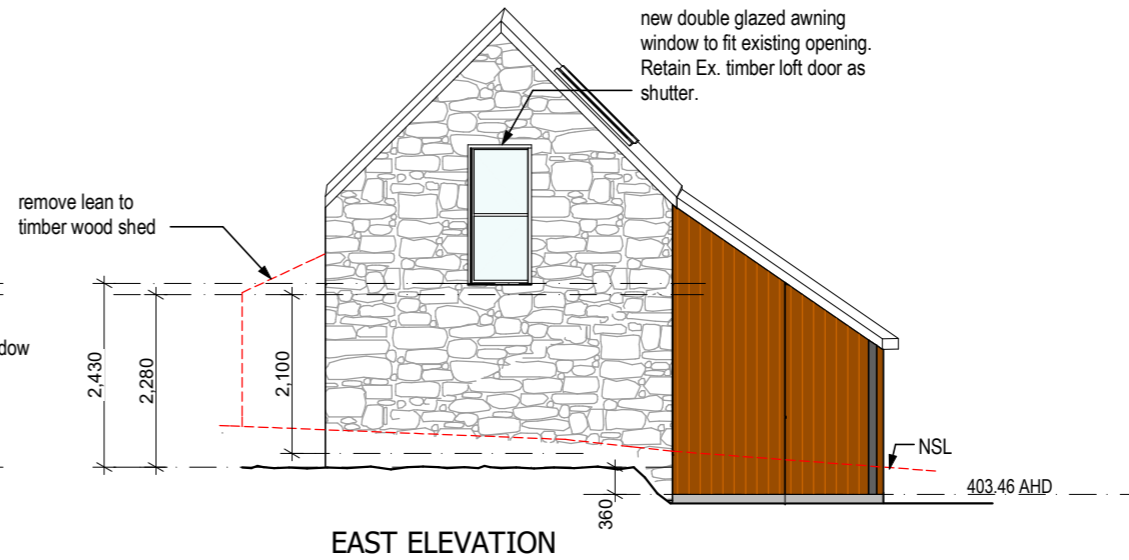 new double glazed awning
window to fit existing opening.
Retain Ex. timber loft door as
shutter.
remove lean to
timber wood shed
dow
2,430
2,280
2,100
NSL
403.46 AHD
360
EAST ELEVATION